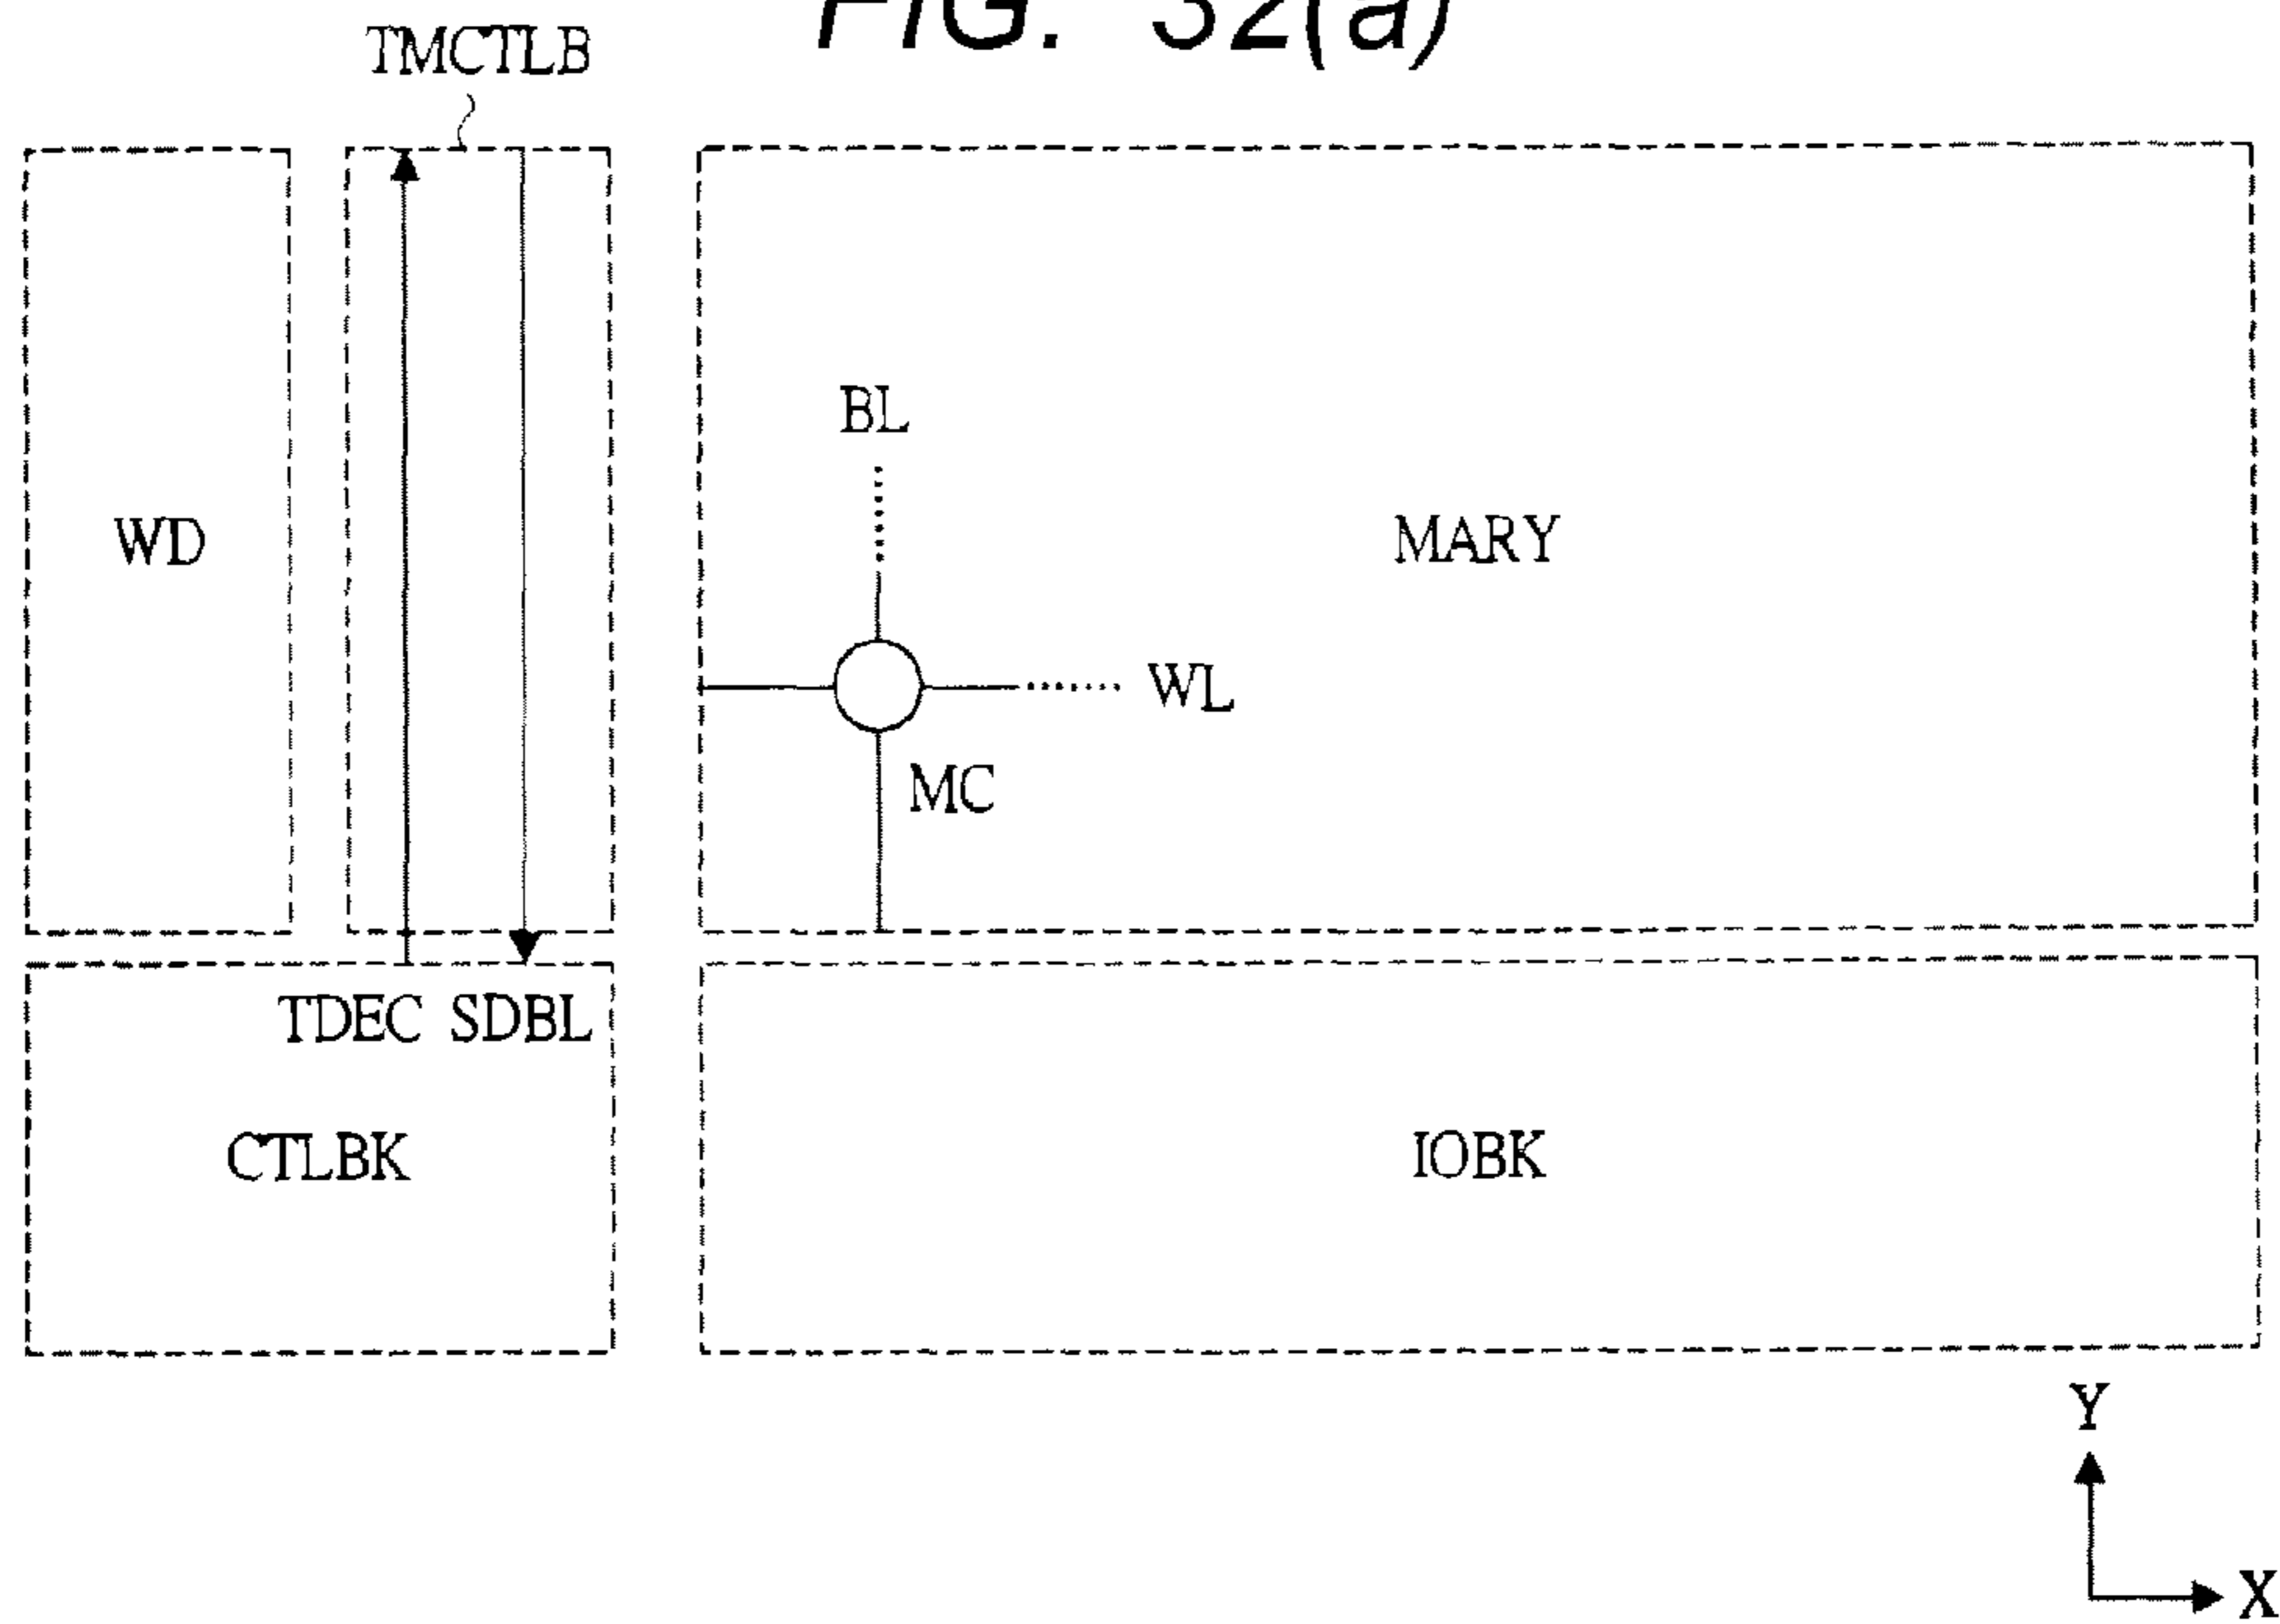 FIG. 32(a)
TMCTLB
BL
WD
MARY
WL
MC
TDEC SDBL
CTLBK
IOBK
Y
X